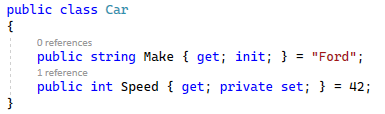 public class Car
{
0 references
public string Make { get; init; } = "Ford";
1 reference
public int Speed { get; private set; } = 42;
}